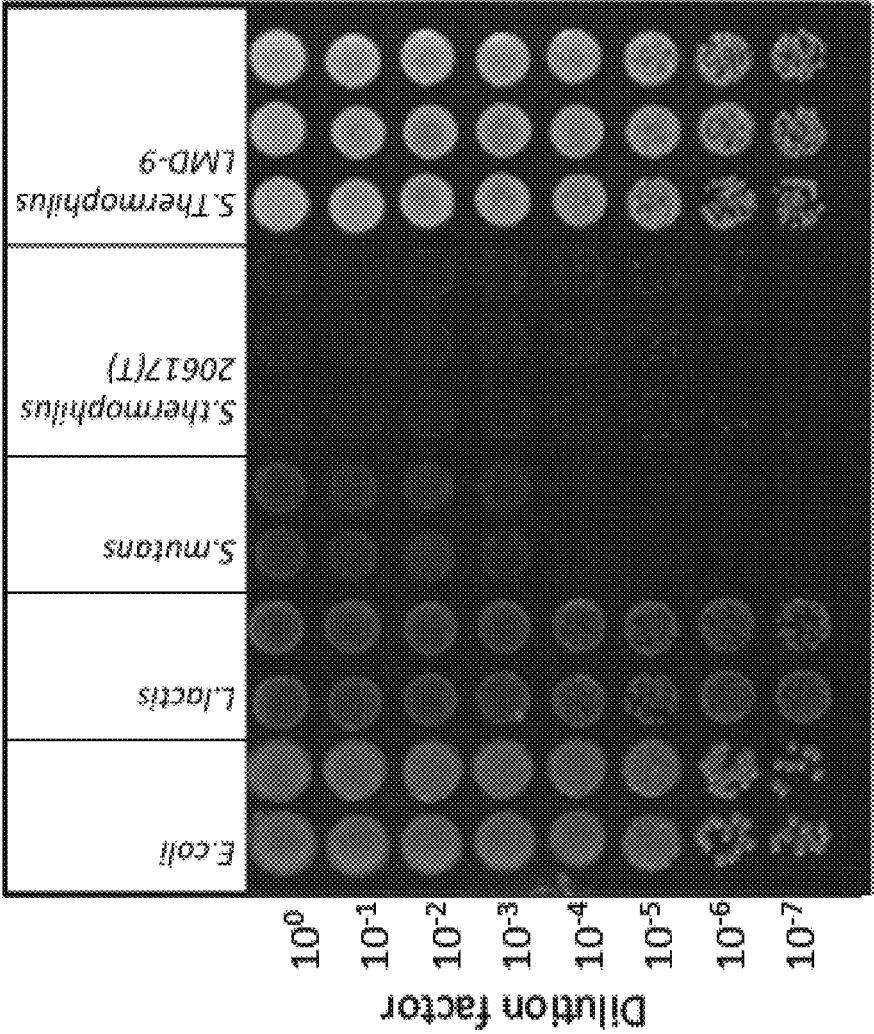 Dilution factor
10⁰
10⁻¹
10⁻²
10⁻³
10⁻⁴
10⁻⁵
10⁻⁶
10⁻⁷
E.coli
L.lactis
S.mutans
S.thermophilus
20617(T)
S.Thermophilus
LMD-9